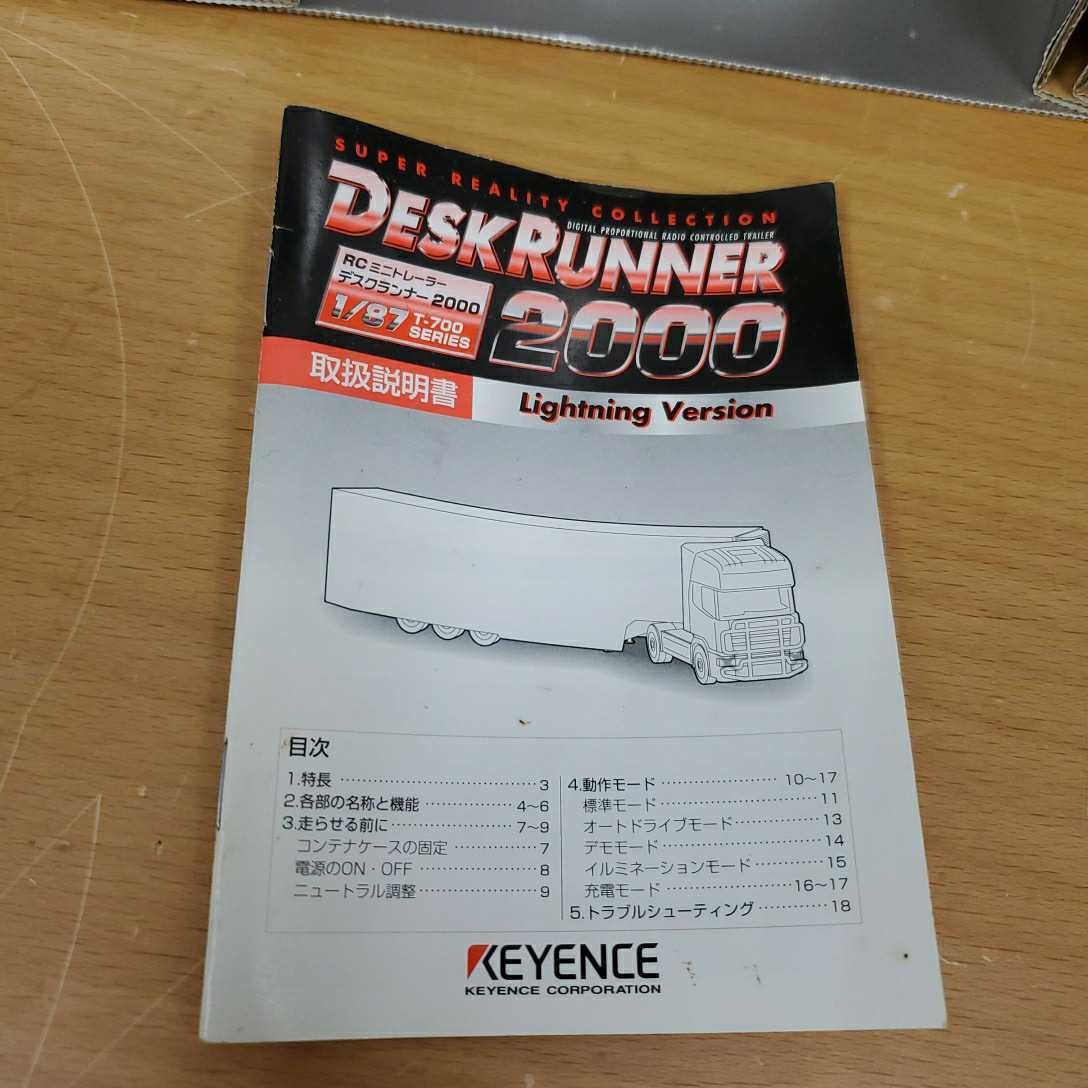 SUPER REALITY COLLECTION
DESKRUNNER
DIGITAL PROPORTIONAL RADIO CONTROLLED TRAILER
2000
RCミニトレーラー
デスクランナー2000
1/87 T-700 SERIES
取扱説明書
Lightning Version
目次
1.特長 ……………………… 3
2.各部の名称と機能 ………… 4~6
3.走らせる前に ……………… 7~9
コンテナケースの固定 ………… 7
電源のON・OFF ……………… 8
ニュートラル調整 ……………… 9
4.動作モード ……………… 10~17
標準モード …………………… 11
オートドライブモード ………… 13
デモモード …………………… 14
イルミネーションモード ……… 15
充電モード ……………… 16~17
5.トラブルシューティング ………… 18
KEYENCE
KEYENCE CORPORATION